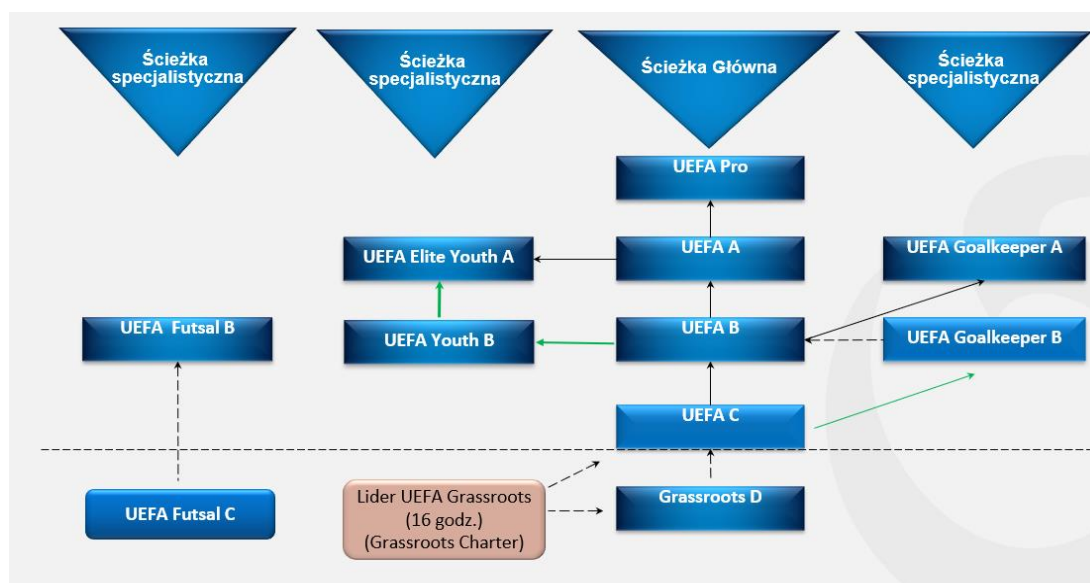 Ścieżka
specjalistyczna
Ścieżka
specjalistyczna
Ścieżka Główna
Ścieżka
specjalistyczna
UEFA Pro
UEFA Elite Youth A
UEFA A
UEFA Goalkeeper A
UEFA Futsal B
UEFA Youth B
UEFA B
UEFA Goalkeeper B
UEFA C
UEFA Futsal C
Lider UEFA Grassroots
(16 godz.)
(Grassroots Charter)
Grassroots D